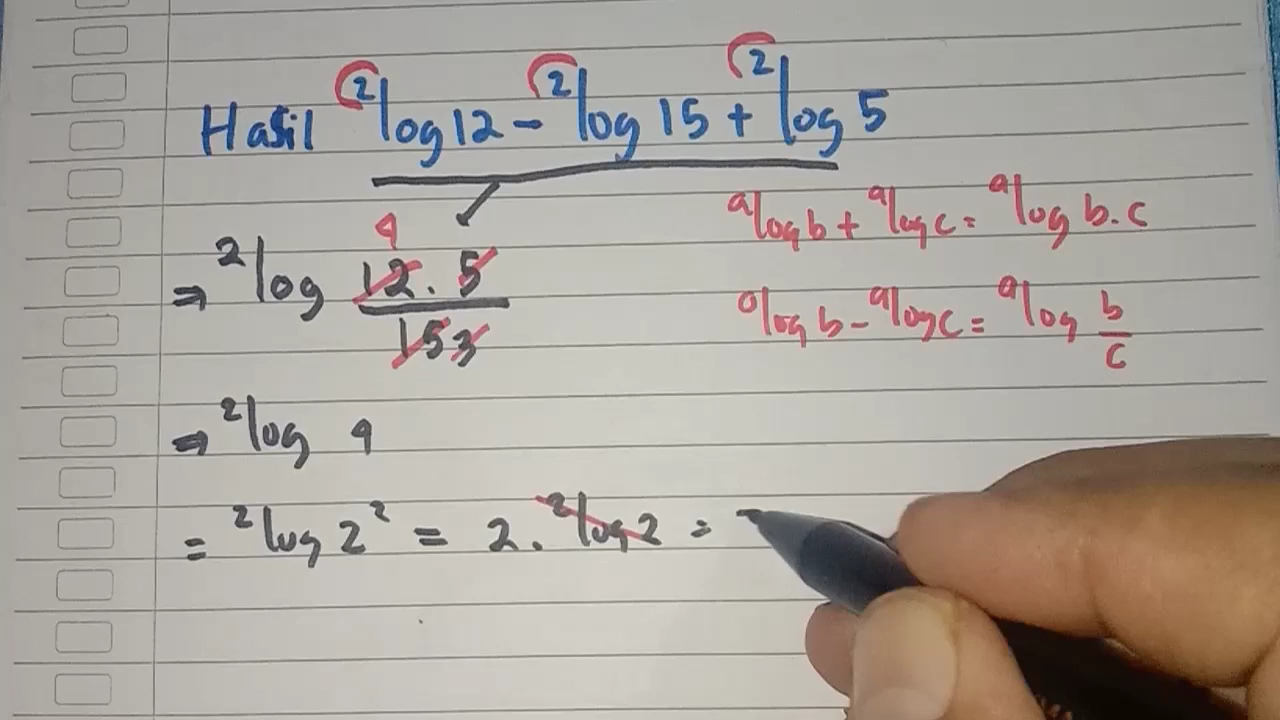 Hasil ²log 12 - ²log 15 + ²log 5
ᵃlog b + ᵃlog c = ᵃlog b.c
4
⇒ ²log 12 . 5
15 3
ᵃlog b - ᵃlog c = ᵃlog b/c
⇒ ²log 4
= ²log 2² = 2 . ²log 2 =